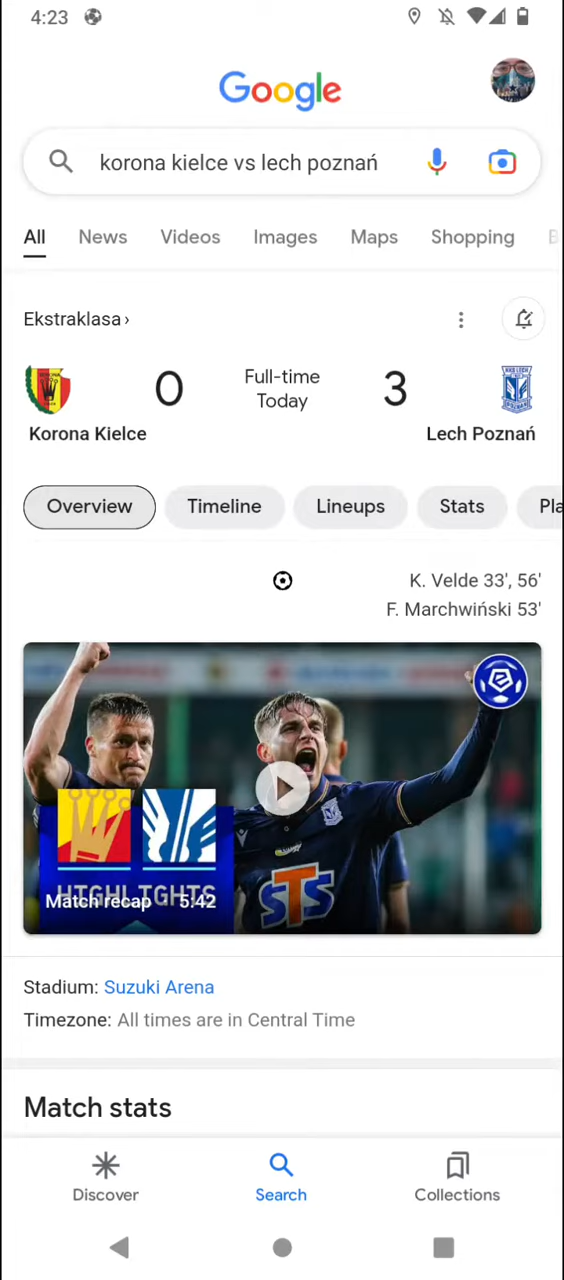 4:23
Google
korona kielce vs lech poznań
All News Videos Images Maps Shopping B
Ekstraklasa ›
0 Full-time 3
Today
Korona Kielce Lech Poznań
Overview Timeline Lineups Stats Pla
K. Velde 33', 56'
F. Marchwiński 53'
STS
HIGHLIGHTS
Match recap 5:42
Stadium: Suzuki Arena
Timezone: All times are in Central Time
Match stats
Discover Search Collections